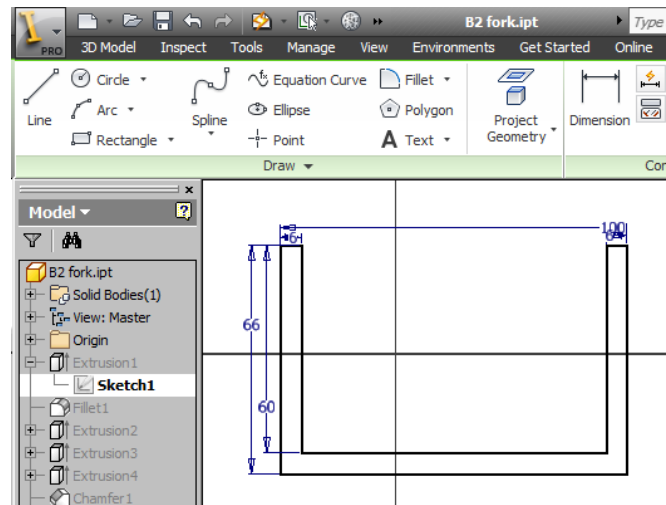 B2 fork.ipt
Type
PRO
3D Model Inspect Tools Manage View Environments Get Started Online
Line
Circle
Arc
Rectangle
Spline
Equation Curve
Ellipse
Point
Fillet
Polygon
A Text
Project
Geometry
Dimension
Draw
Con
Model
B2 fork.ipt
Solid Bodies(1)
View: Master
Origin
Extrusion1
Sketch1
Fillet1
Extrusion2
Extrusion3
Extrusion4
Chamfer1
100
6
6
66
60